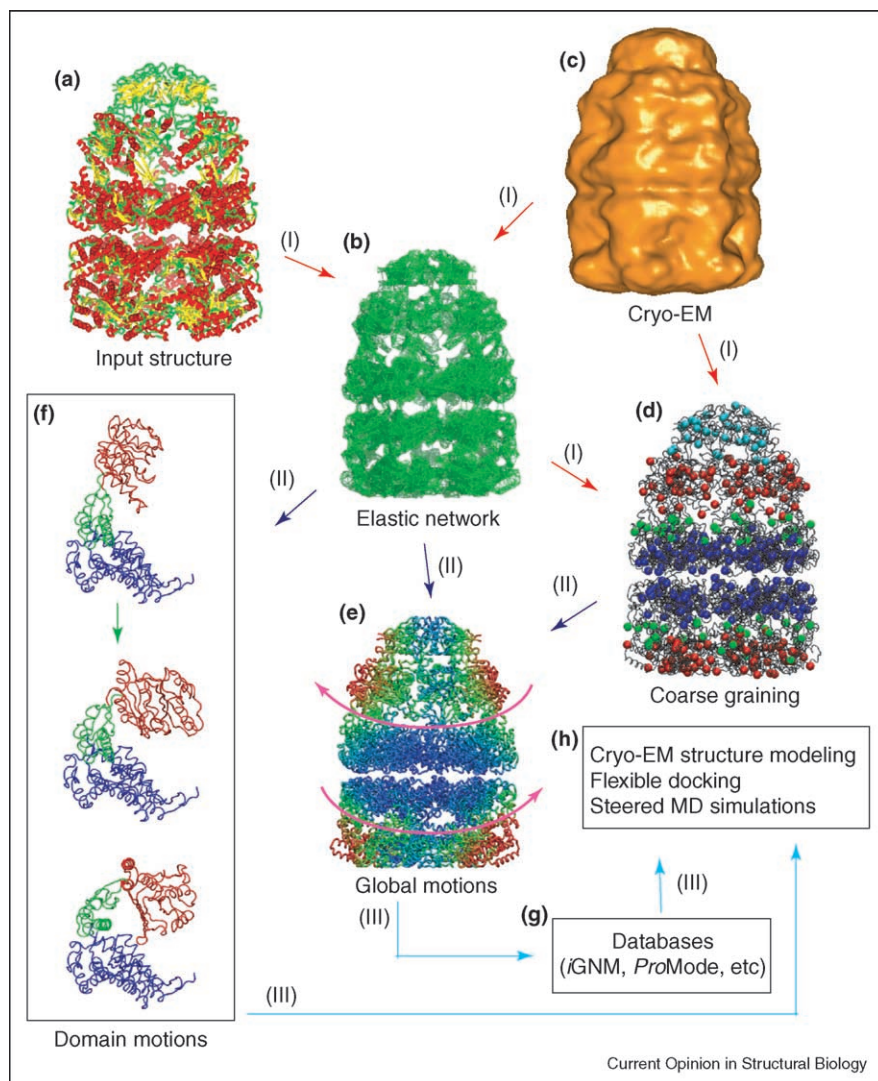 (a)
(c)
(I)
(I)
(b)
Input structure
Cryo-EM
(I)
(f)
(d)
(I)
(II)
Elastic network
(II)
(II)
(e)
Coarse graining
(h)
Cryo-EM structure modeling
Flexible docking
Steered MD simulations
Global motions
(III)
(III)
(g)
Databases
(iGNM, ProMode, etc)
(III)
Domain motions
Current Opinion in Structural Biology